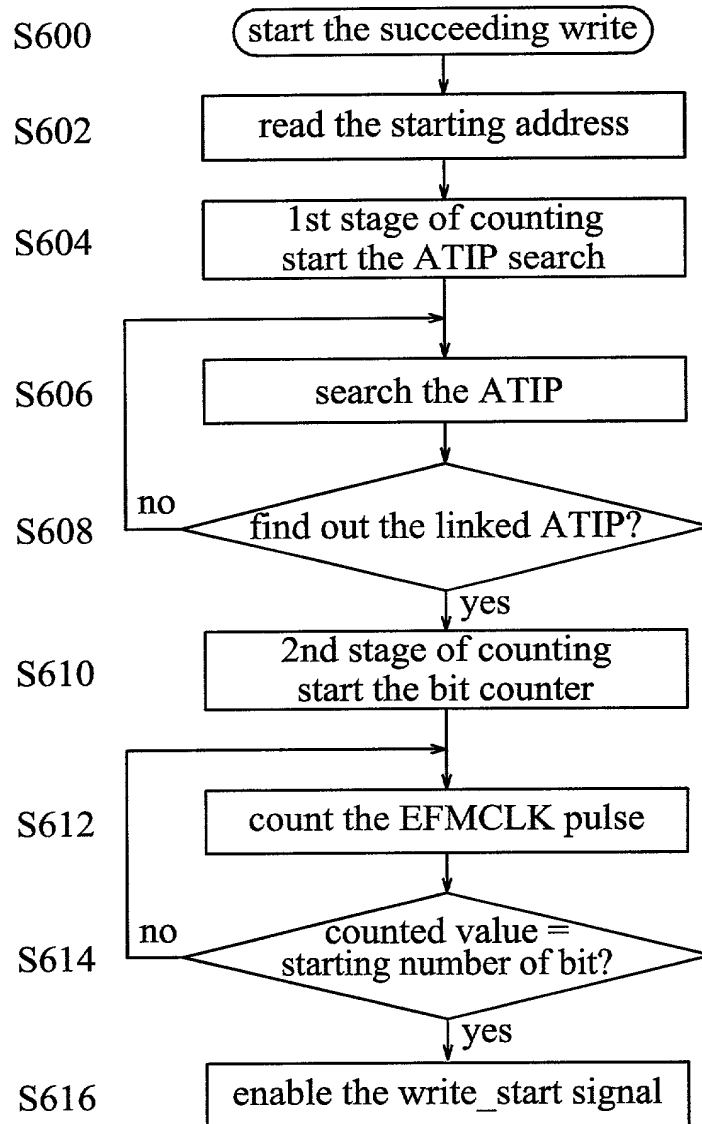 S600
start the succeeding write
S602
read the starting address
S604
1st stage of counting
start the ATIP search
S606
search the ATIP
no
S608
find out the linked ATIP?
yes
S610
2nd stage of counting
start the bit counter
S612
count the EFMCLK pulse
no
S614
counted value =
starting number of bit?
yes
S616
enable the write_start signal